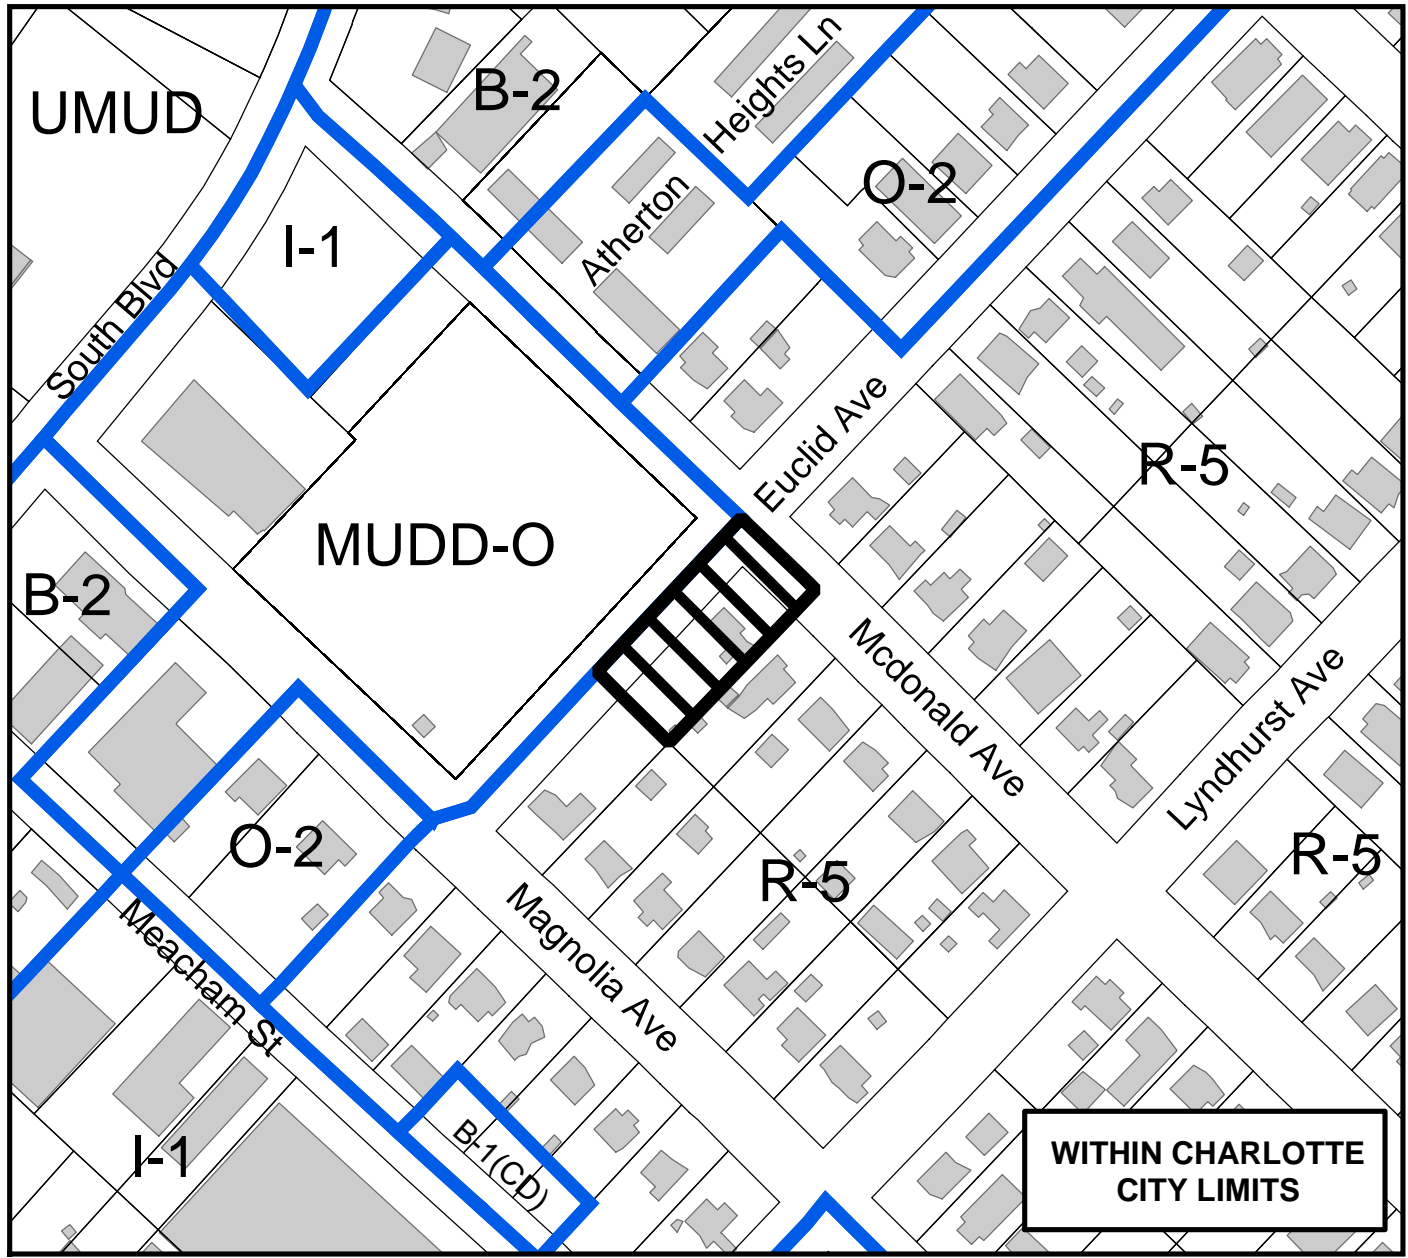 UMUD
B-2
Heights Ln
O-2
Atherton
I-1
South Blvd
Euclid Ave
R-5
MUDD-O
B-2
Mcdonald Ave
Lyndhurst Ave
O-2
R-5
R-5
Magnolia Ave
Meacham St
I-1
B-1(CD)
WITHIN CHARLOTTE
CITY LIMITS